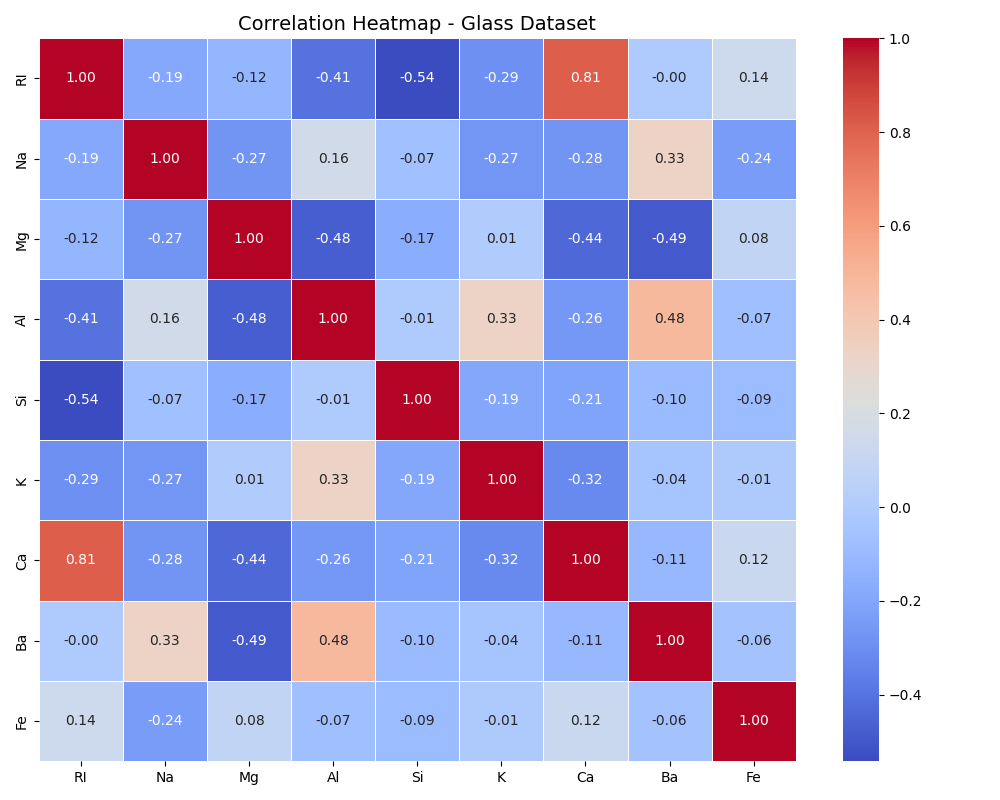 Correlation Heatmap - Glass Dataset
RI 1.00 -0.19 -0.12 -0.41 -0.54 -0.29 0.81 -0.00 0.14
Na -0.19 1.00 -0.27 0.16 -0.07 -0.27 -0.28 0.33 -0.24
Mg -0.12 -0.27 1.00 -0.48 -0.17 0.01 -0.44 -0.49 0.08
Al -0.41 0.16 -0.48 1.00 -0.01 0.33 -0.26 0.48 -0.07
Si -0.54 -0.07 -0.17 -0.01 1.00 -0.19 -0.21 -0.10 -0.09
K -0.29 -0.27 0.01 0.33 -0.19 1.00 -0.32 -0.04 -0.01
Ca 0.81 -0.28 -0.44 -0.26 -0.21 -0.32 1.00 -0.11 0.12
Ba -0.00 0.33 -0.49 0.48 -0.10 -0.04 -0.11 1.00 -0.06
Fe 0.14 -0.24 0.08 -0.07 -0.09 -0.01 0.12 -0.06 1.00
RI Na Mg Al Si K Ca Ba Fe
1.0
0.8
0.6
0.4
0.2
0.0
−0.2
−0.4